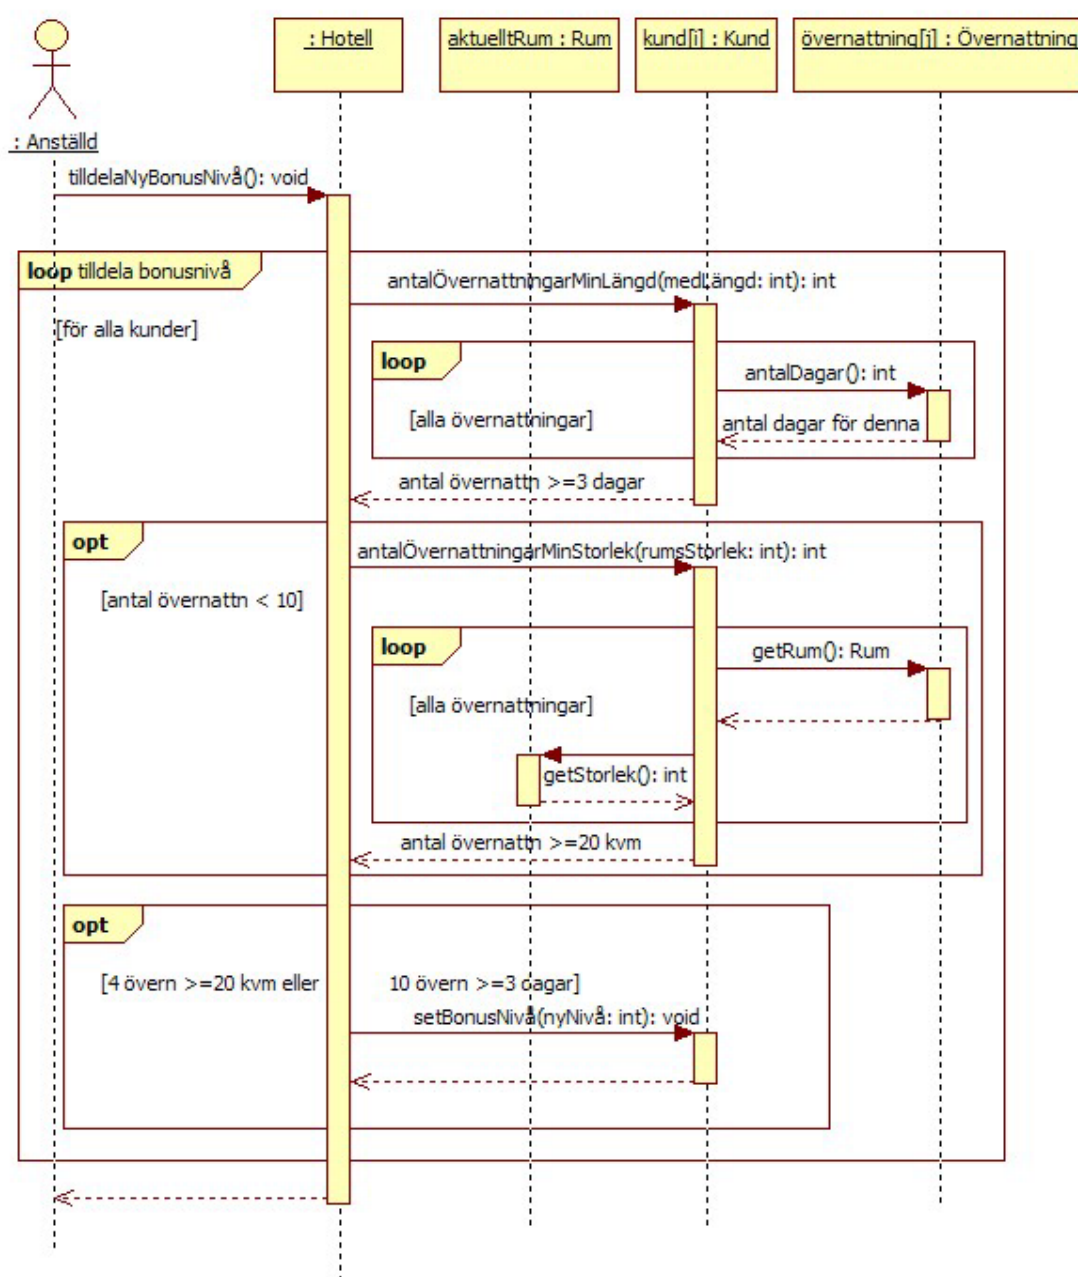 : Hotell
aktuelltRum : Rum
kund[i] : Kund
övernattning[j] : Övernattning
: Anställd
tilldelaNyBonusNivå(): void
loop tilldela bonusnivå
antalÖvernattningarMinLängd(medLängd: int): int
[för alla kunder]
loop
antalDagar(): int
[alla övernattningar]
antal dagar för denna
antal övernattn >=3 dagar
opt
antalÖvernattningarMinStorlek(rumsStorlek: int): int
[antal övernattn < 10]
loop
getRum(): Rum
[alla övernattningar]
getStorlek(): int
antal övernattn >=20 kvm
opt
[4 övern >=20 kvm eller 10 övern >=3 dagar]
setBonusNivå(nyNivå: int): void